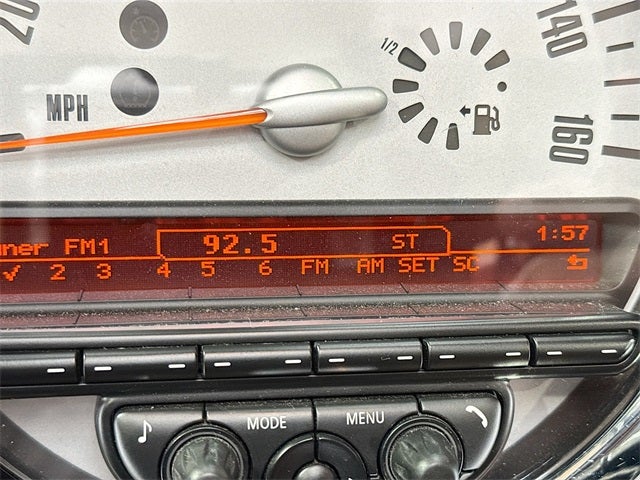 20
140
1/2
MPH
160
FM1 92.5 ST 1:57
2 3 4 5 6 FM AM SET SC
MODE MENU